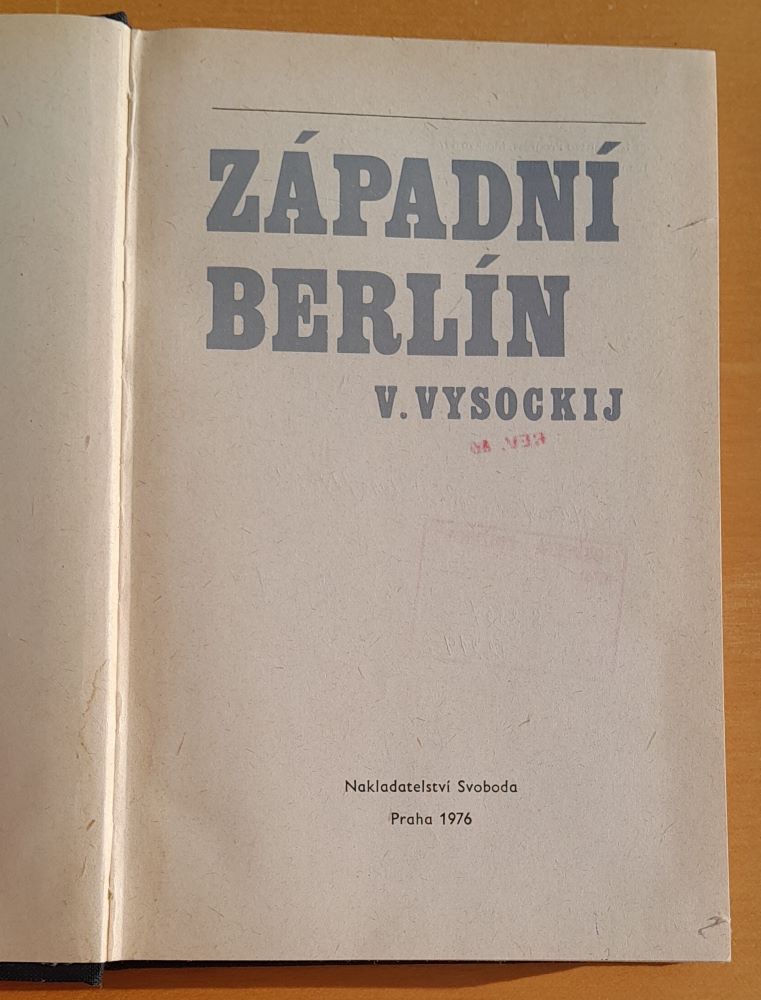 ZÁPADNÍ
BERLÍN
V. VYSOCKIJ
Nakladatelství Svoboda
Praha 1976